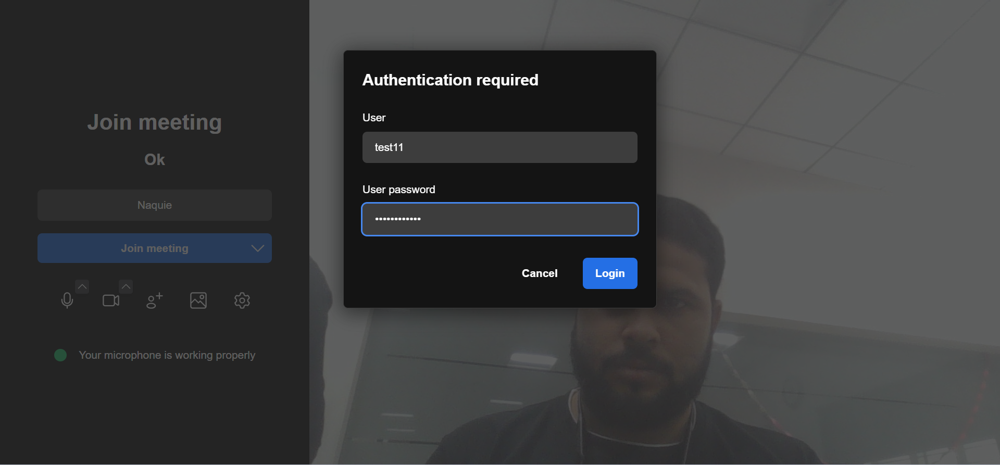 Join meeting
Ok
Naquie
Join meeting
Your microphone is working properly
Authentication required
User
test11
User password
••••••••••••
Cancel
Login